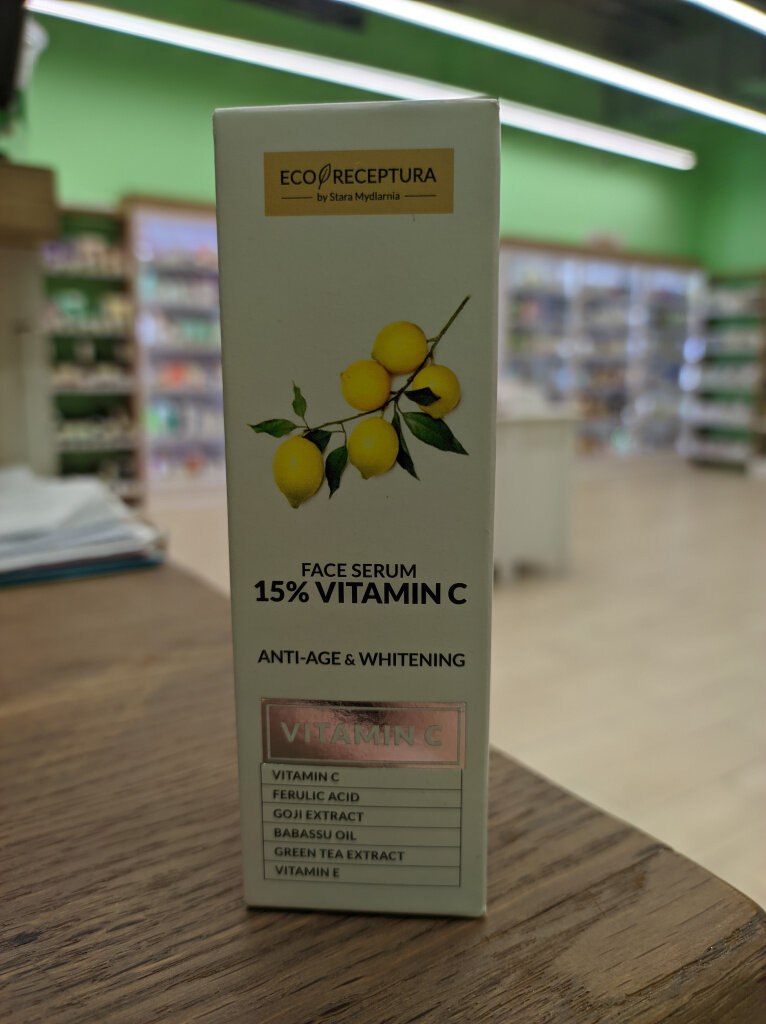 ECO RECEPTURA
by Stara Mydlarnia
FACE SERUM
15% VITAMIN C
ANTI-AGE & WHITENING
VITAMIN C
VITAMIN C
FERULIC ACID
GOJI EXTRACT
BABASSU OIL
GREEN TEA EXTRACT
VITAMIN E